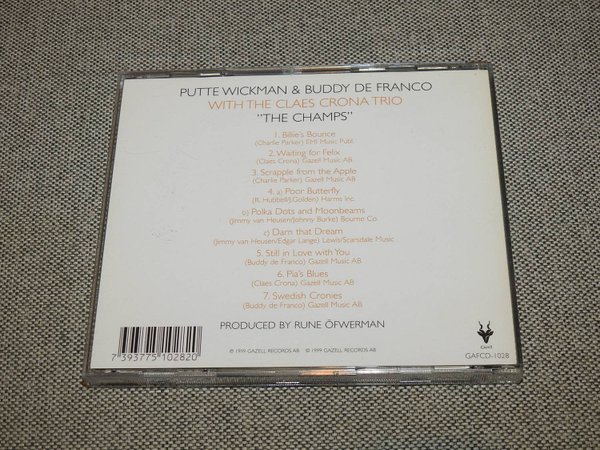 PUTTE WICKMAN & BUDDY DE FRANCO
WITH THE CLAES CRONA TRIO
"THE CHAMPS"
1. Billie's Bounce
(Charlie Parker) EMI Music Publ.
2. Waiting for Felix
(Claes Crona) Gazell Music AB
3. Scrapple from the Apple
(Charlie Parker) Gazell Music AB
4. a) Poor Butterfly
(R. Hubbell/J.Golden) Harms Inc.
b) Polka Dots and Moonbeams
(Jimmy van Heusen/Johnny Burke) Bourne Co.
c) Darn that Dream
(Jimmy van Heusen/Edgar Lange) Lewis/Scarsdale Music
5. Still in Love with You
(Buddy de Franco) Gazell Music AB
6. Pia's Blues
(Claes Crona) Gazell Music AB
7. Swedish Cronies
(Buddy de Franco) Gazell Music AB
PRODUCED BY RUNE ÖFWERMAN
7 393775 102820
℗ 1999 GAZELL RECORDS AB © 1999 GAZELL RECORDS AB
GAFCD-1028